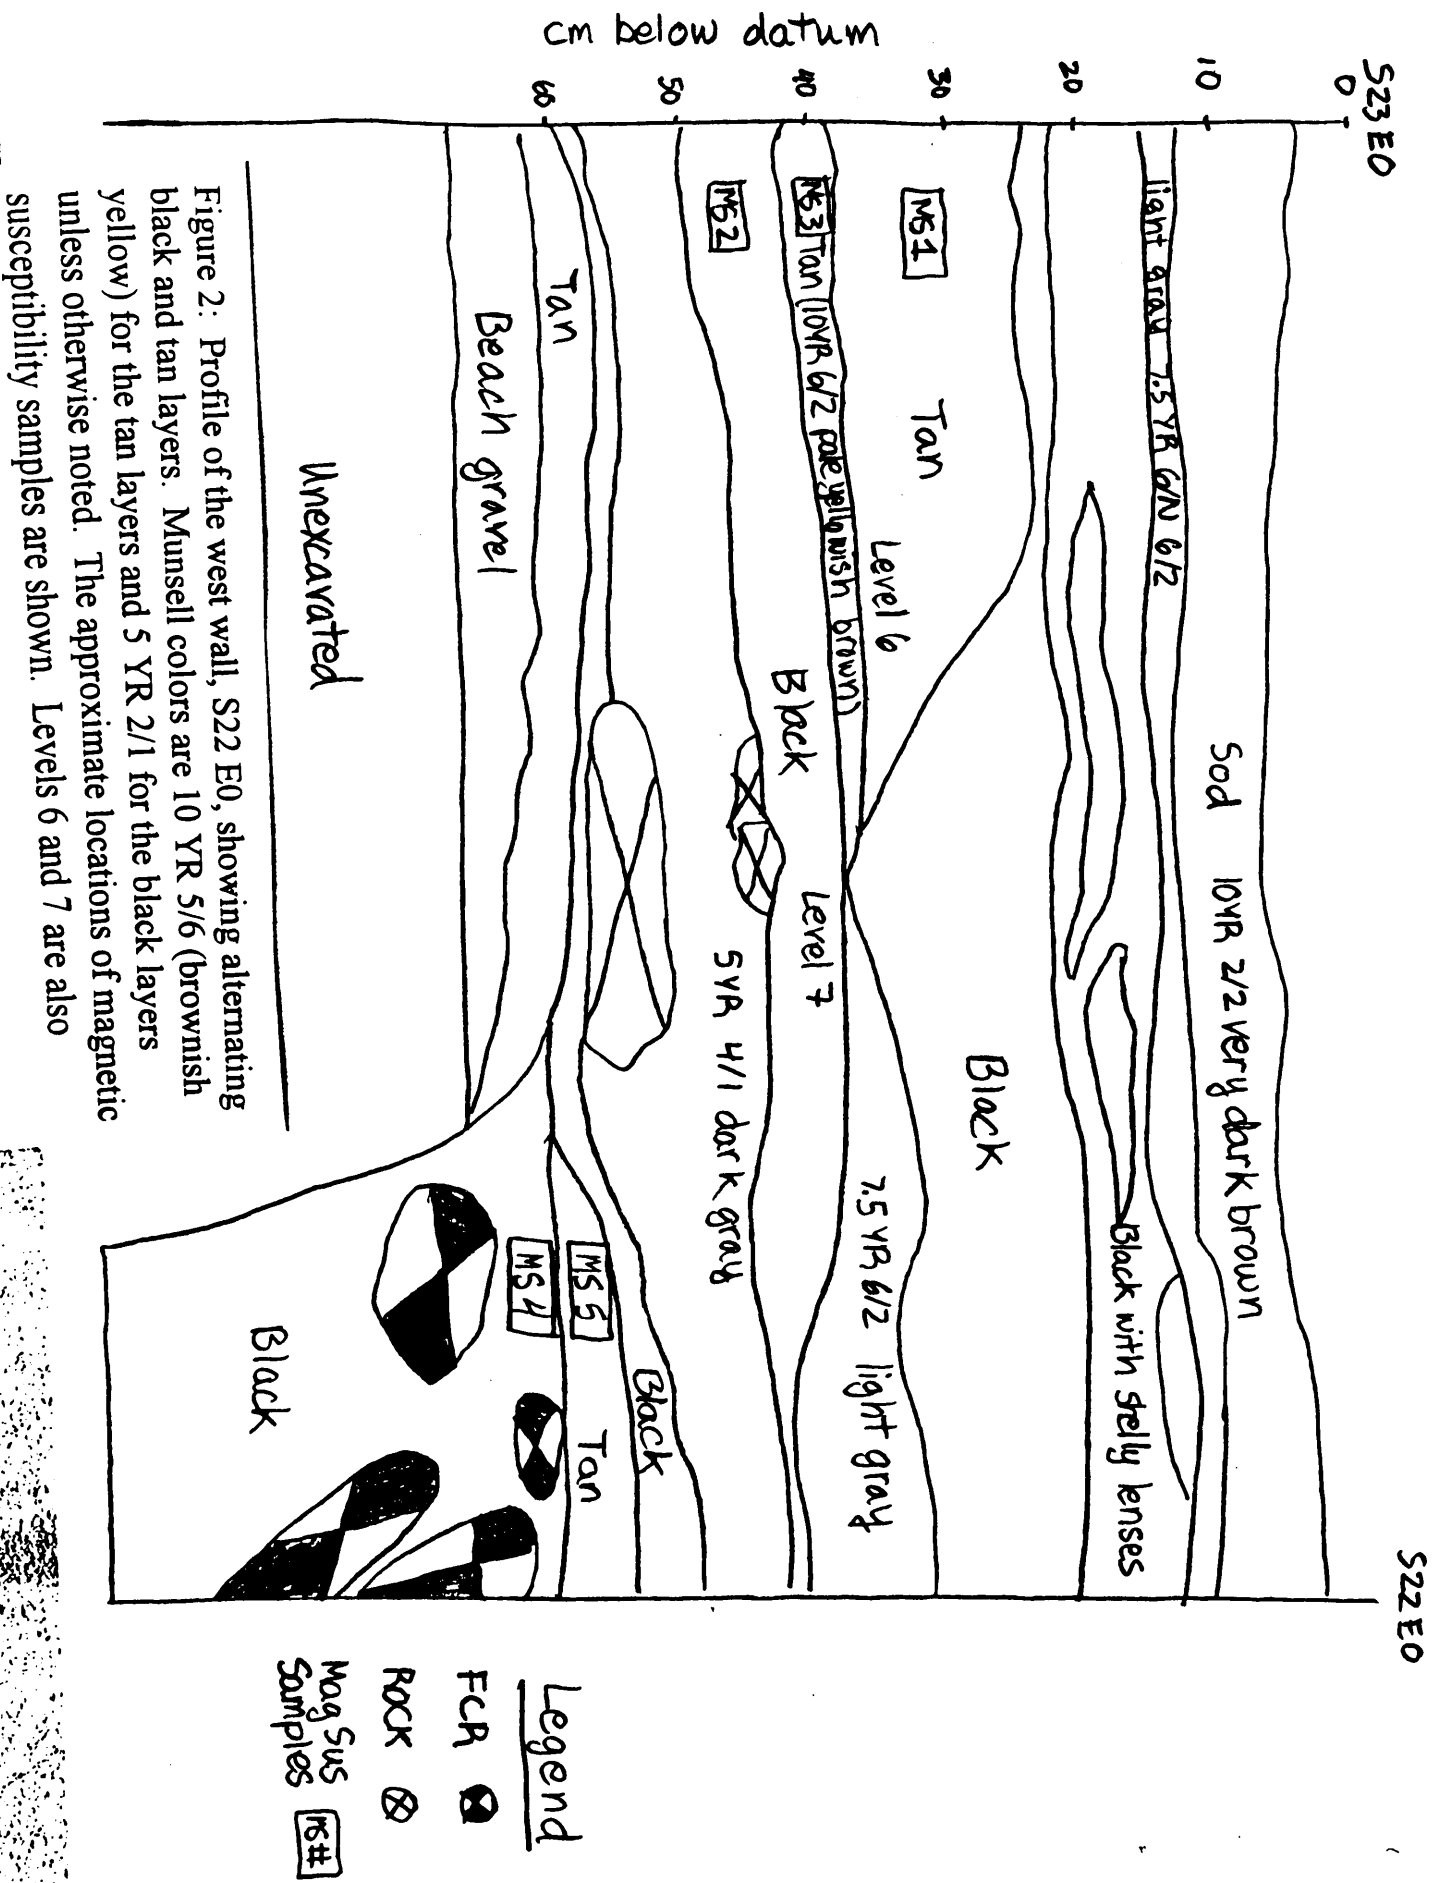 S23 E0
S22 E0
cm below datum
0
10
20
30
40
50
60
Sod 10YR 2/2 very dark brown
light gray 7.5 YR 6/N 6/2
Black with shelly lenses
Black
MS1
Tan
Level 6
7.5 YR 6/2 light gray
MS3
Tan (10YR 6/2 pale yellowish brown)
Black
Level 7
MS2
5YR 4/1 dark gray
Black
Tan
MS 5
Tan
MS4
Beach gravel
Black
Unexcavated
Legend
FCR
Rock
Mag Sus
Samples
MS#
Figure 2: Profile of the west wall, S22 E0, showing alternating
black and tan layers. Munsell colors are 10 YR 5/6 (brownish
yellow) for the tan layers and 5 YR 2/1 for the black layers
unless otherwise noted. The approximate locations of magnetic
susceptibility samples are shown. Levels 6 and 7 are also